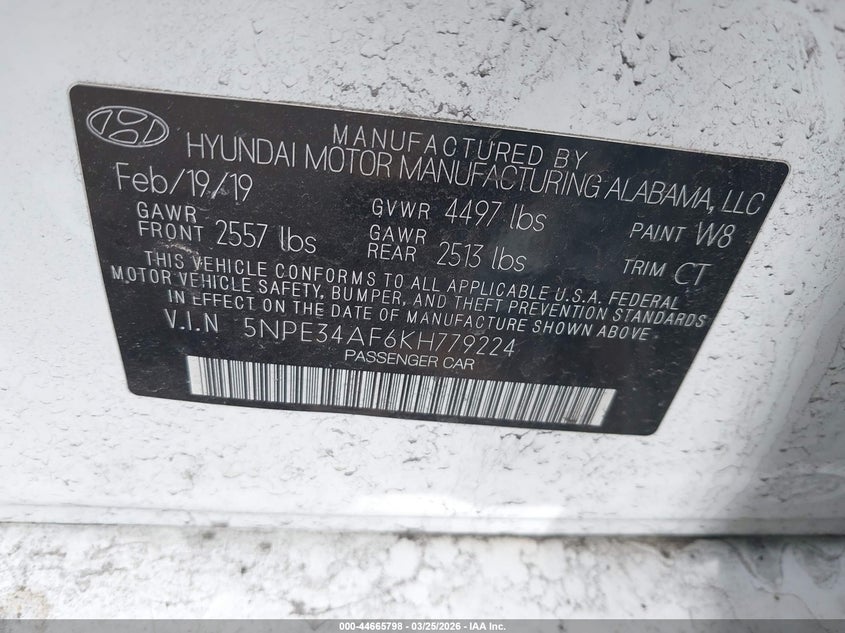 MANUFACTURED BY
HYUNDAI MOTOR MANUFACTURING ALABAMA, LLC
Feb/19/19
GVWR 4497 lbs
PAINT W8
GAWR FRONT 2557 lbs
GAWR REAR 2513 lbs
TRIM CT
THIS VEHICLE CONFORMS TO ALL APPLICABLE U.S.A. FEDERAL
MOTOR VEHICLE SAFETY, BUMPER, AND THEFT PREVENTION STANDARDS
IN EFFECT ON THE DATE OF MANUFACTURE SHOWN ABOVE.
V.I.N 5NPE34AF6KH779224
PASSENGER CAR
000-44665798 - 03/25/2026 - IAA Inc.